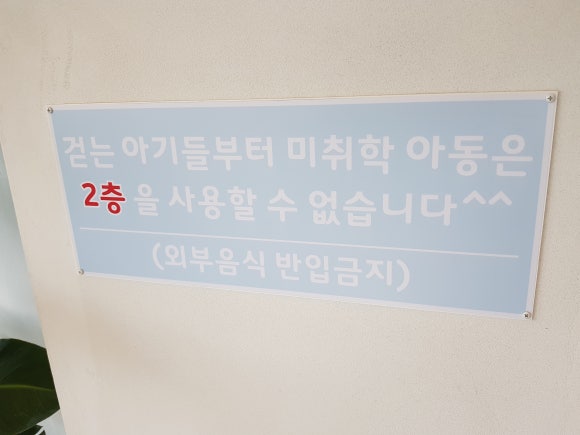 걷는 아기들부터 미취학 아동은
2층을 사용할 수 없습니다^^
(외부음식 반입금지)